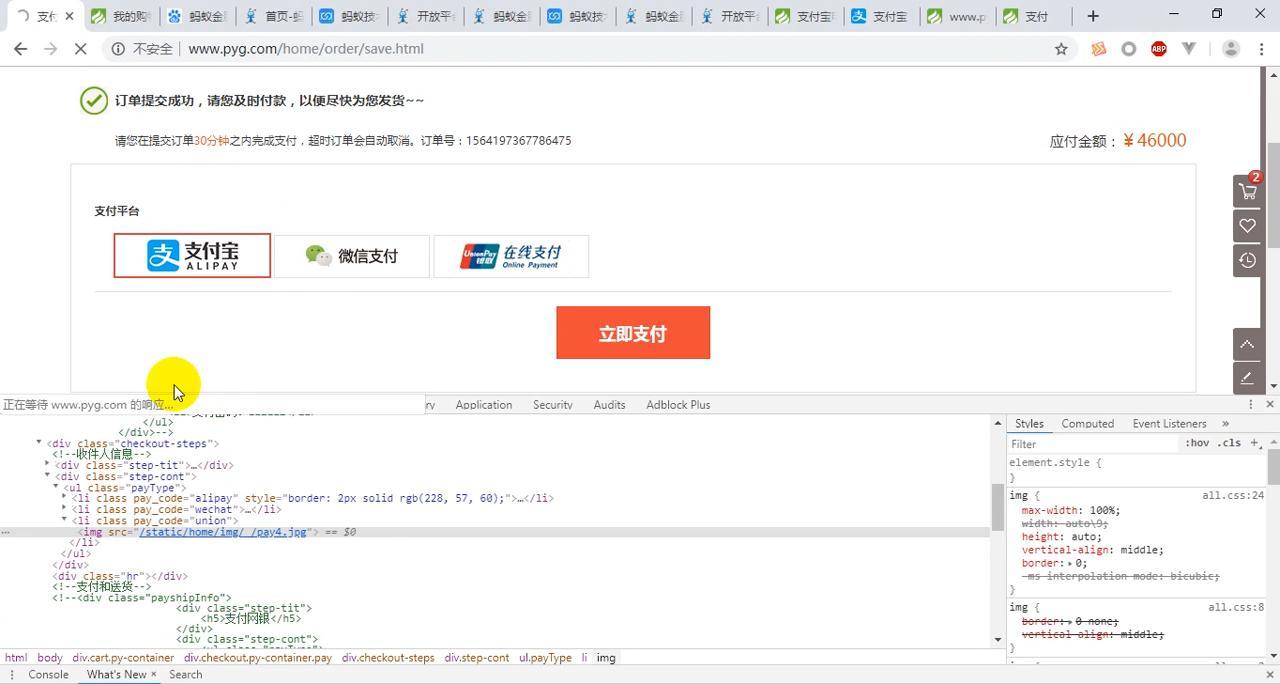 支付 我的购 蚂蚁金 首页-蚂 蚂蚁技 开放平 蚂蚁金 蚂蚁技 蚂蚁金 开放平 支付宝 支付宝 www.p 支付
不安全 www.pyg.com/home/order/save.html
订单提交成功，请您及时付款，以便尽快为您发货~~
请您在提交订单30分钟之内完成支付，超时订单会自动取消。订单号：1564197367786475
应付金额：￥46000
2
支付平台
支付宝 ALIPAY
微信支付
UnionPay 银联 在线支付 Online Payment
立即支付
正在等待 www.pyg.com 的响应...
ry Application Security Audits Adblock Plus
</ul>
</div>-->
<div class="checkout-steps">
<!--收件人信息-->
<div class="step-tit">…</div>
<div class="step-cont">
<ul class="payType">
<li class pay_code="alipay" style="border: 2px solid rgb(228, 57, 60);">…</li>
<li class pay_code="wechat">…</li>
<li class pay_code="union">
<img src="/static/home/img/_/pay4.jpg"> == $0
</li>
</ul>
</div>
<div class="hr"></div>
<!--支付和送货-->
<!--<div class="payshipInfo">
<div class="step-tit">
<h5>支付网银</h5>
</div>
<div class="step-cont">
html body div.cart.py-container div.checkout.py-container.pay div.checkout-steps div.step-cont ul.payType li img
Styles Computed Event Listeners »
Filter :hov .cls +
element.style {
}
img { all.css:24
max-width: 100%;
width: auto\9;
height: auto;
vertical-align: middle;
border: 0;
-ms-interpolation-mode: bicubic;
}
img { all.css:8
border: 0 none;
vertical-align: middle;
}
Console What's New × Search